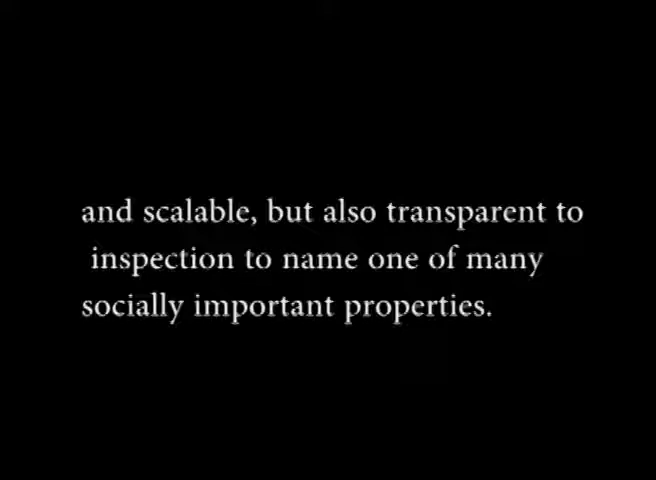 and scalable, but also transparent to
inspection to name one of many
socially important properties.